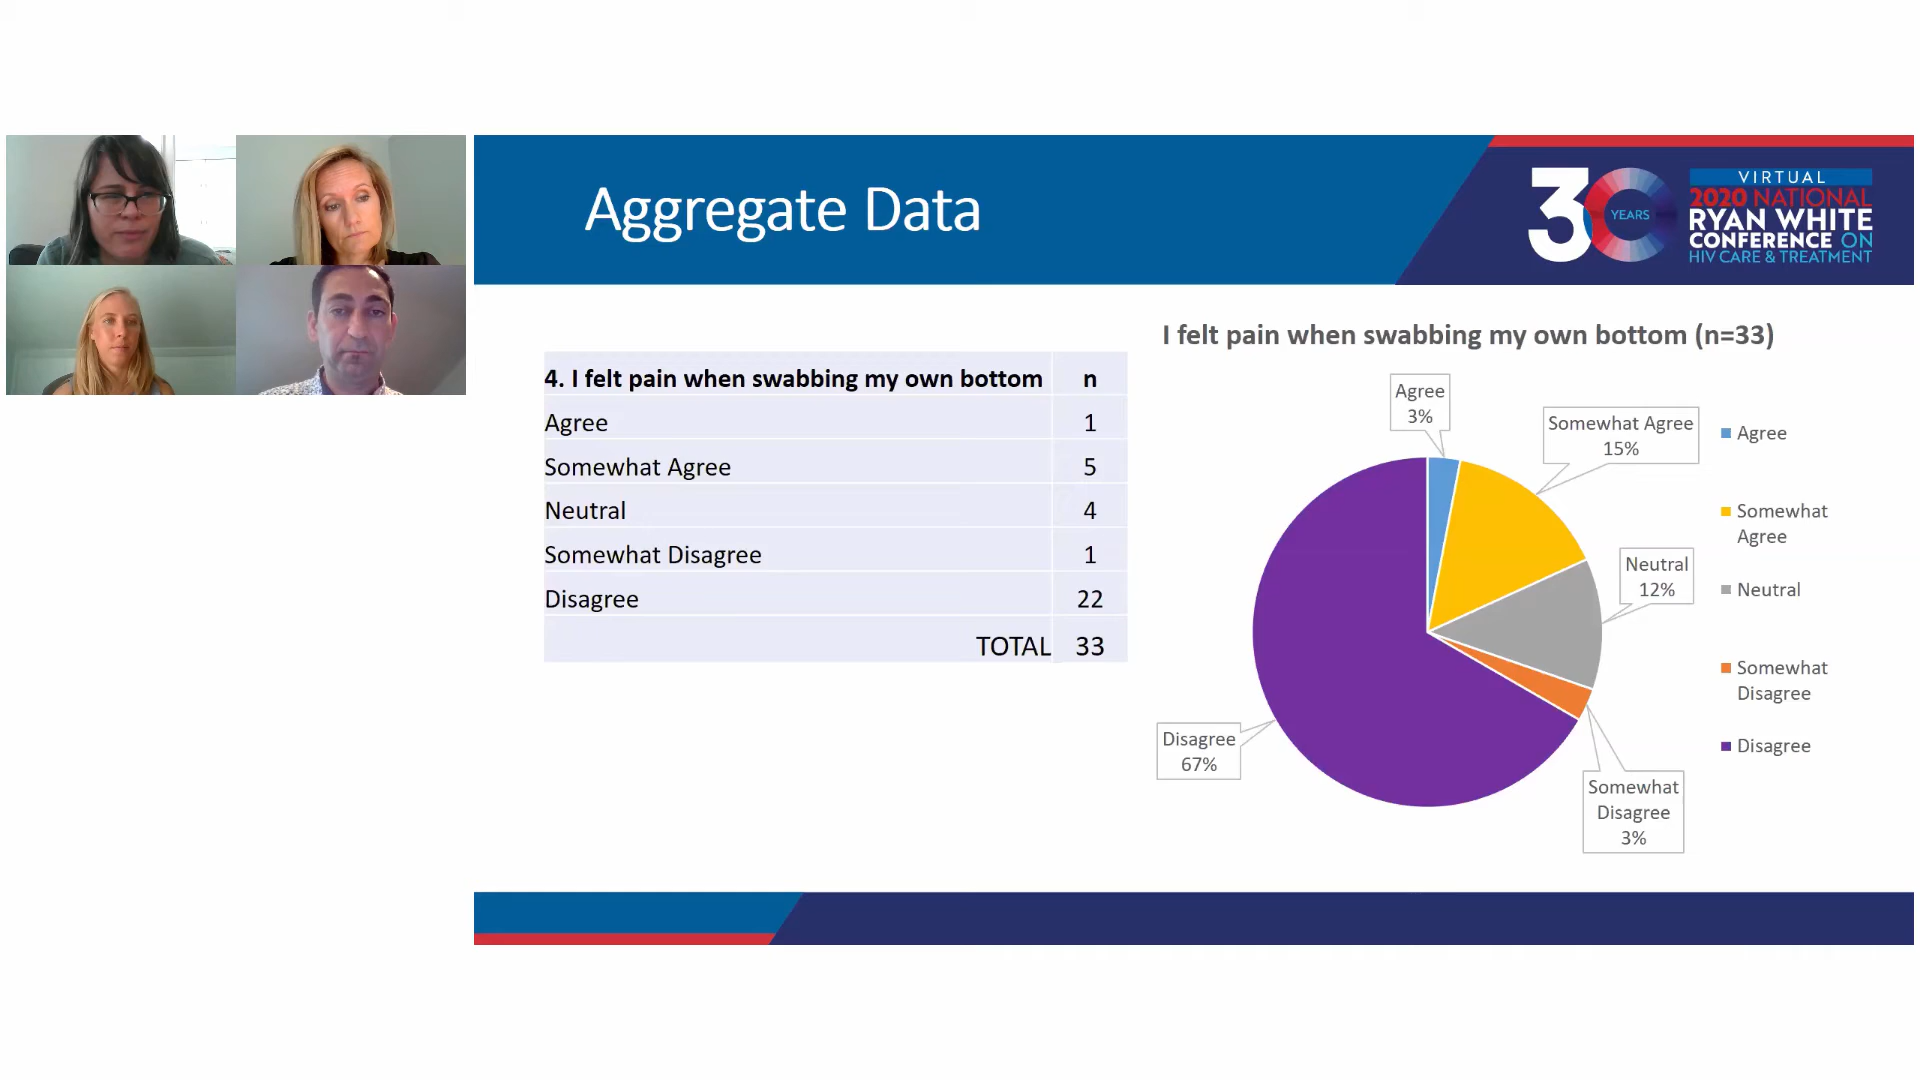 Aggregate Data
30
YEARS
VIRTUAL
2020 NATIONAL
RYAN WHITE
CONFERENCE ON
HIV CARE & TREATMENT
4. I felt pain when swabbing my own bottom n
Agree 1
Somewhat Agree 5
Neutral 4
Somewhat Disagree 1
Disagree 22
TOTAL 33
I felt pain when swabbing my own bottom (n=33)
Agree
3%
Somewhat Agree
15%
Neutral
12%
Somewhat
Disagree
3%
Disagree
67%
Agree
Somewhat
Agree
Neutral
Somewhat
Disagree
Disagree